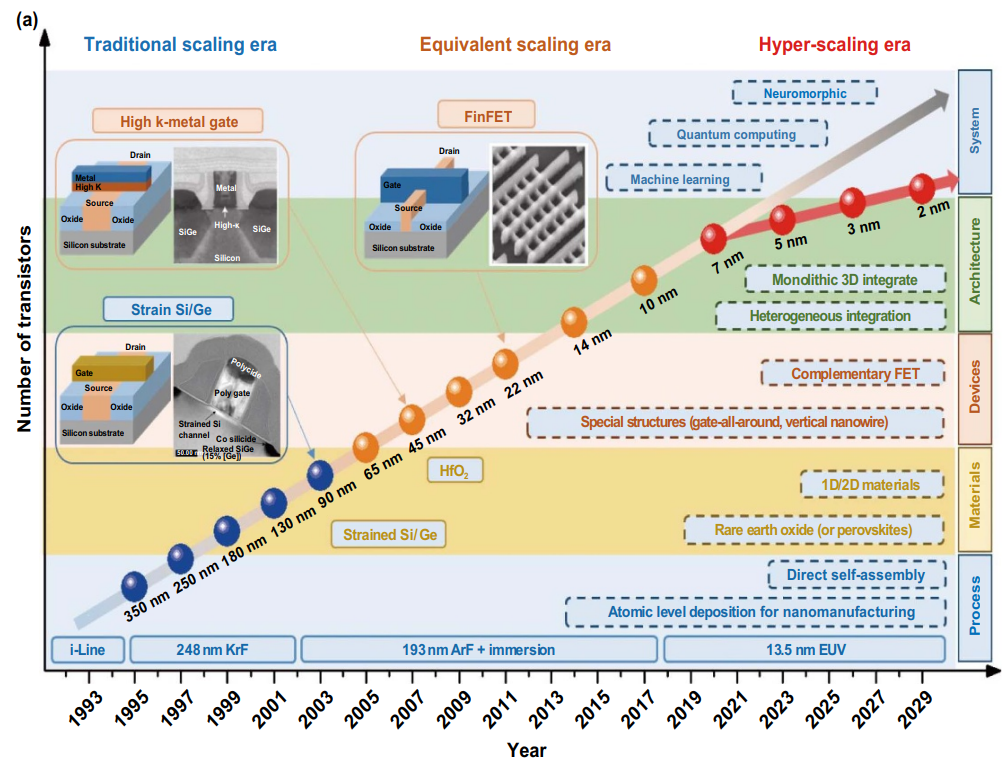 (a)
Traditional scaling era
Equivalent scaling era
Hyper-scaling era
Number of transistors
High k-metal gate
Drain
Metal
High K
Source
Oxide
Oxide
Silicon substrate
Metal
SiGe
High-κ
SiGe
Silicon
FinFET
Drain
Gate
Source
Oxide
Oxide
Silicon substrate
Strain Si/Ge
Drain
Gate
Source
Oxide
Oxide
Silicon substrate
Polycide
Poly gate
Strained Si
channel
Co silicide
Relaxed SiGe
(15% [Ge])
Neuromorphic
Quantum computing
Machine learning
System
Monolithic 3D integrate
Heterogeneous integration
Architecture
Complementary FET
Special structures (gate-all-around, vertical nanowire)
Devices
HfO₂
Strained Si/Ge
1D/2D materials
Rare earth oxide (or perovskites)
Materials
Direct self-assembly
Atomic level deposition for nanomanufacturing
Process
350 nm
250 nm
180 nm
130 nm
90 nm
65 nm
45 nm
32 nm
22 nm
14 nm
10 nm
7 nm
5 nm
3 nm
2 nm
i-Line
248 nm KrF
193 nm ArF + immersion
13.5 nm EUV
1993
1995
1997
1999
2001
2003
2005
2007
2009
2011
2013
2015
2017
2019
2021
2023
2025
2027
2029
Year